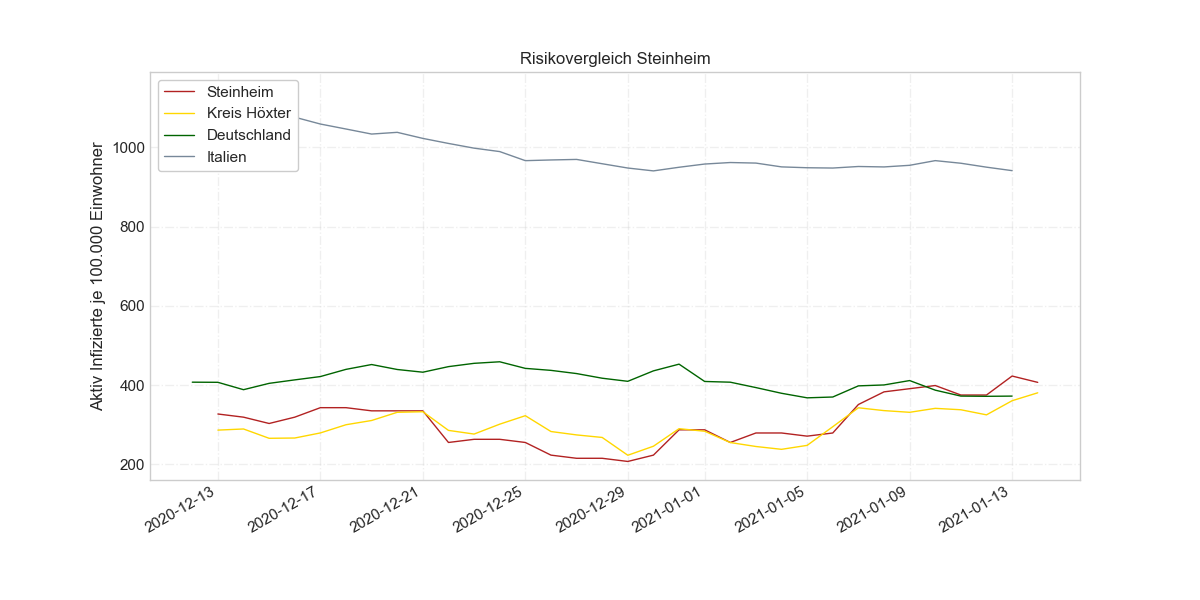 Risikovergleich Steinheim
Steinheim
Kreis Höxter
Deutschland
Italien
Aktiv Infizierte je 100.000 Einwohner
1000
800
600
400
200
2020-12-13
2020-12-17
2020-12-21
2020-12-25
2020-12-29
2021-01-01
2021-01-05
2021-01-09
2021-01-13